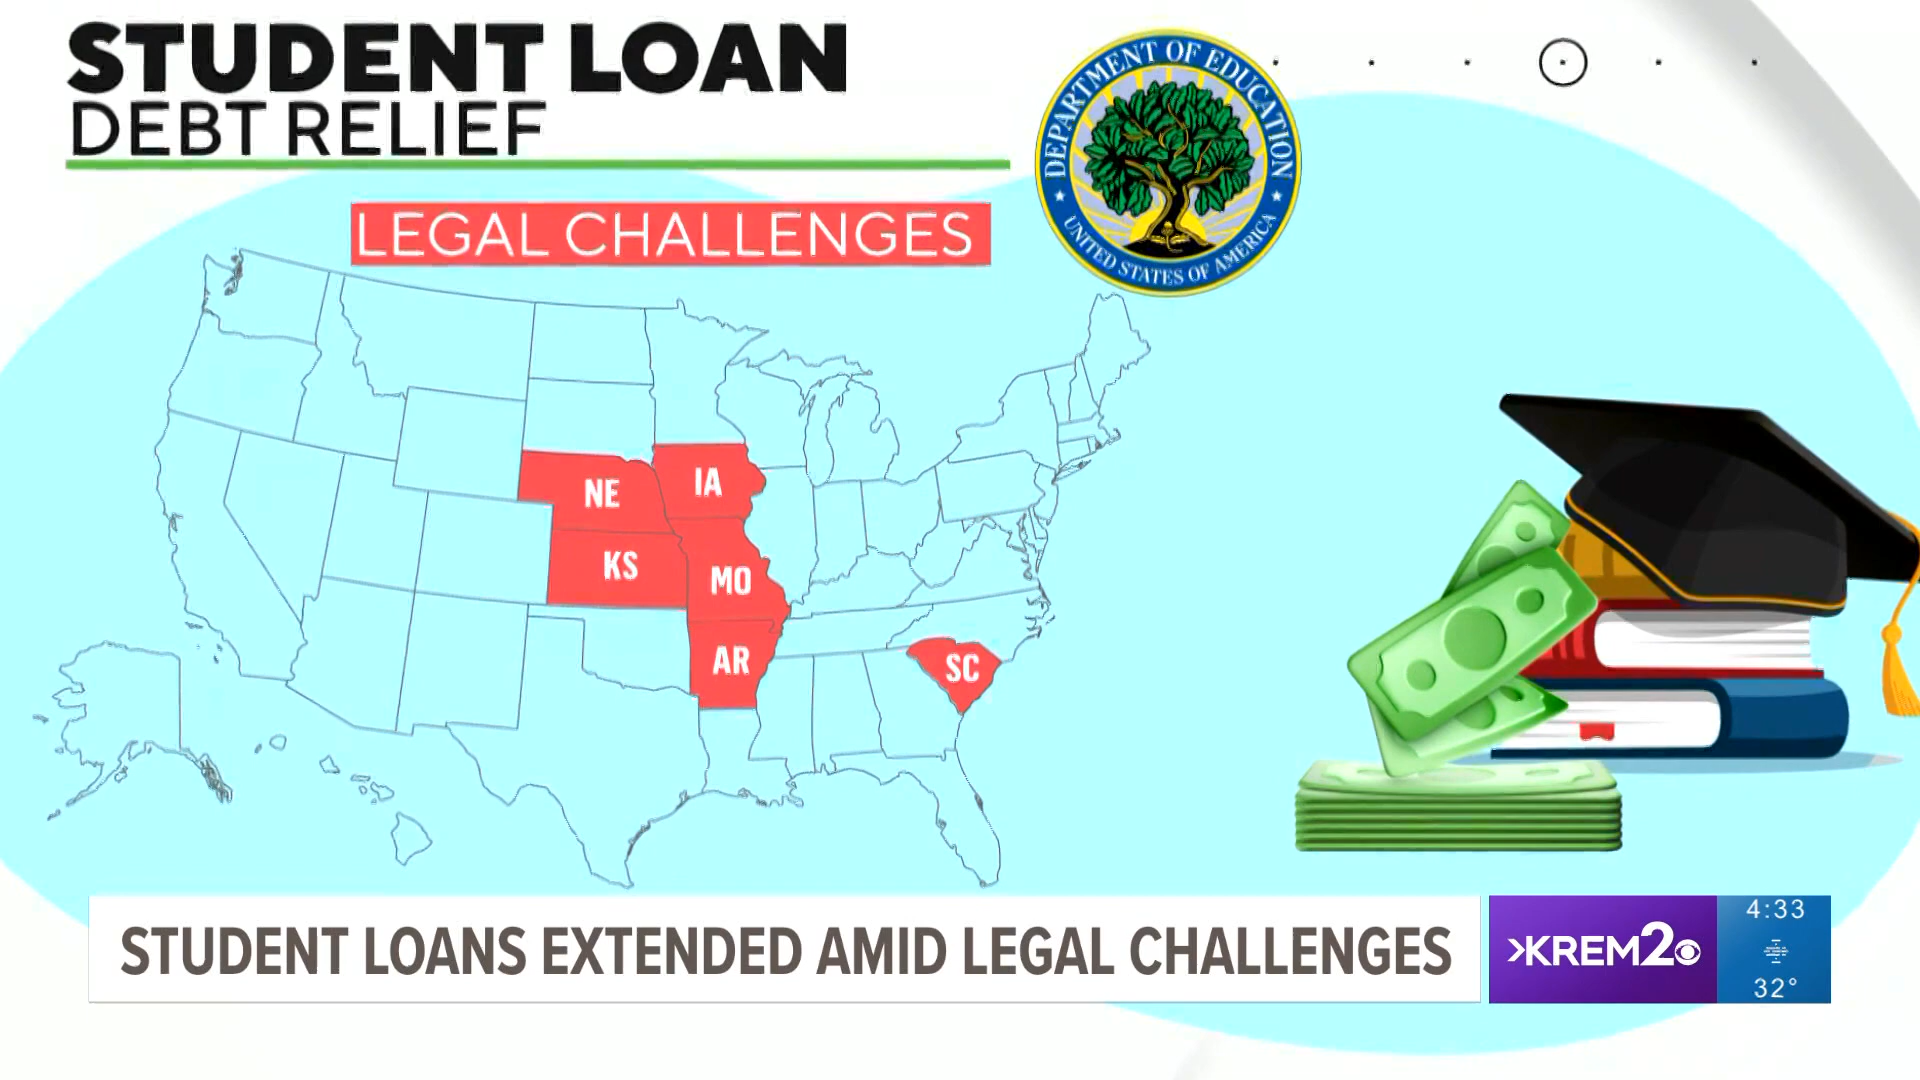 STUDENT LOAN
DEBT RELIEF
DEPARTMENT OF EDUCATION
UNITED STATES OF AMERICA
LEGAL CHALLENGES
NE
IA
KS
MO
AR
SC
STUDENT LOANS EXTENDED AMID LEGAL CHALLENGES
KREM2
4:33
32°